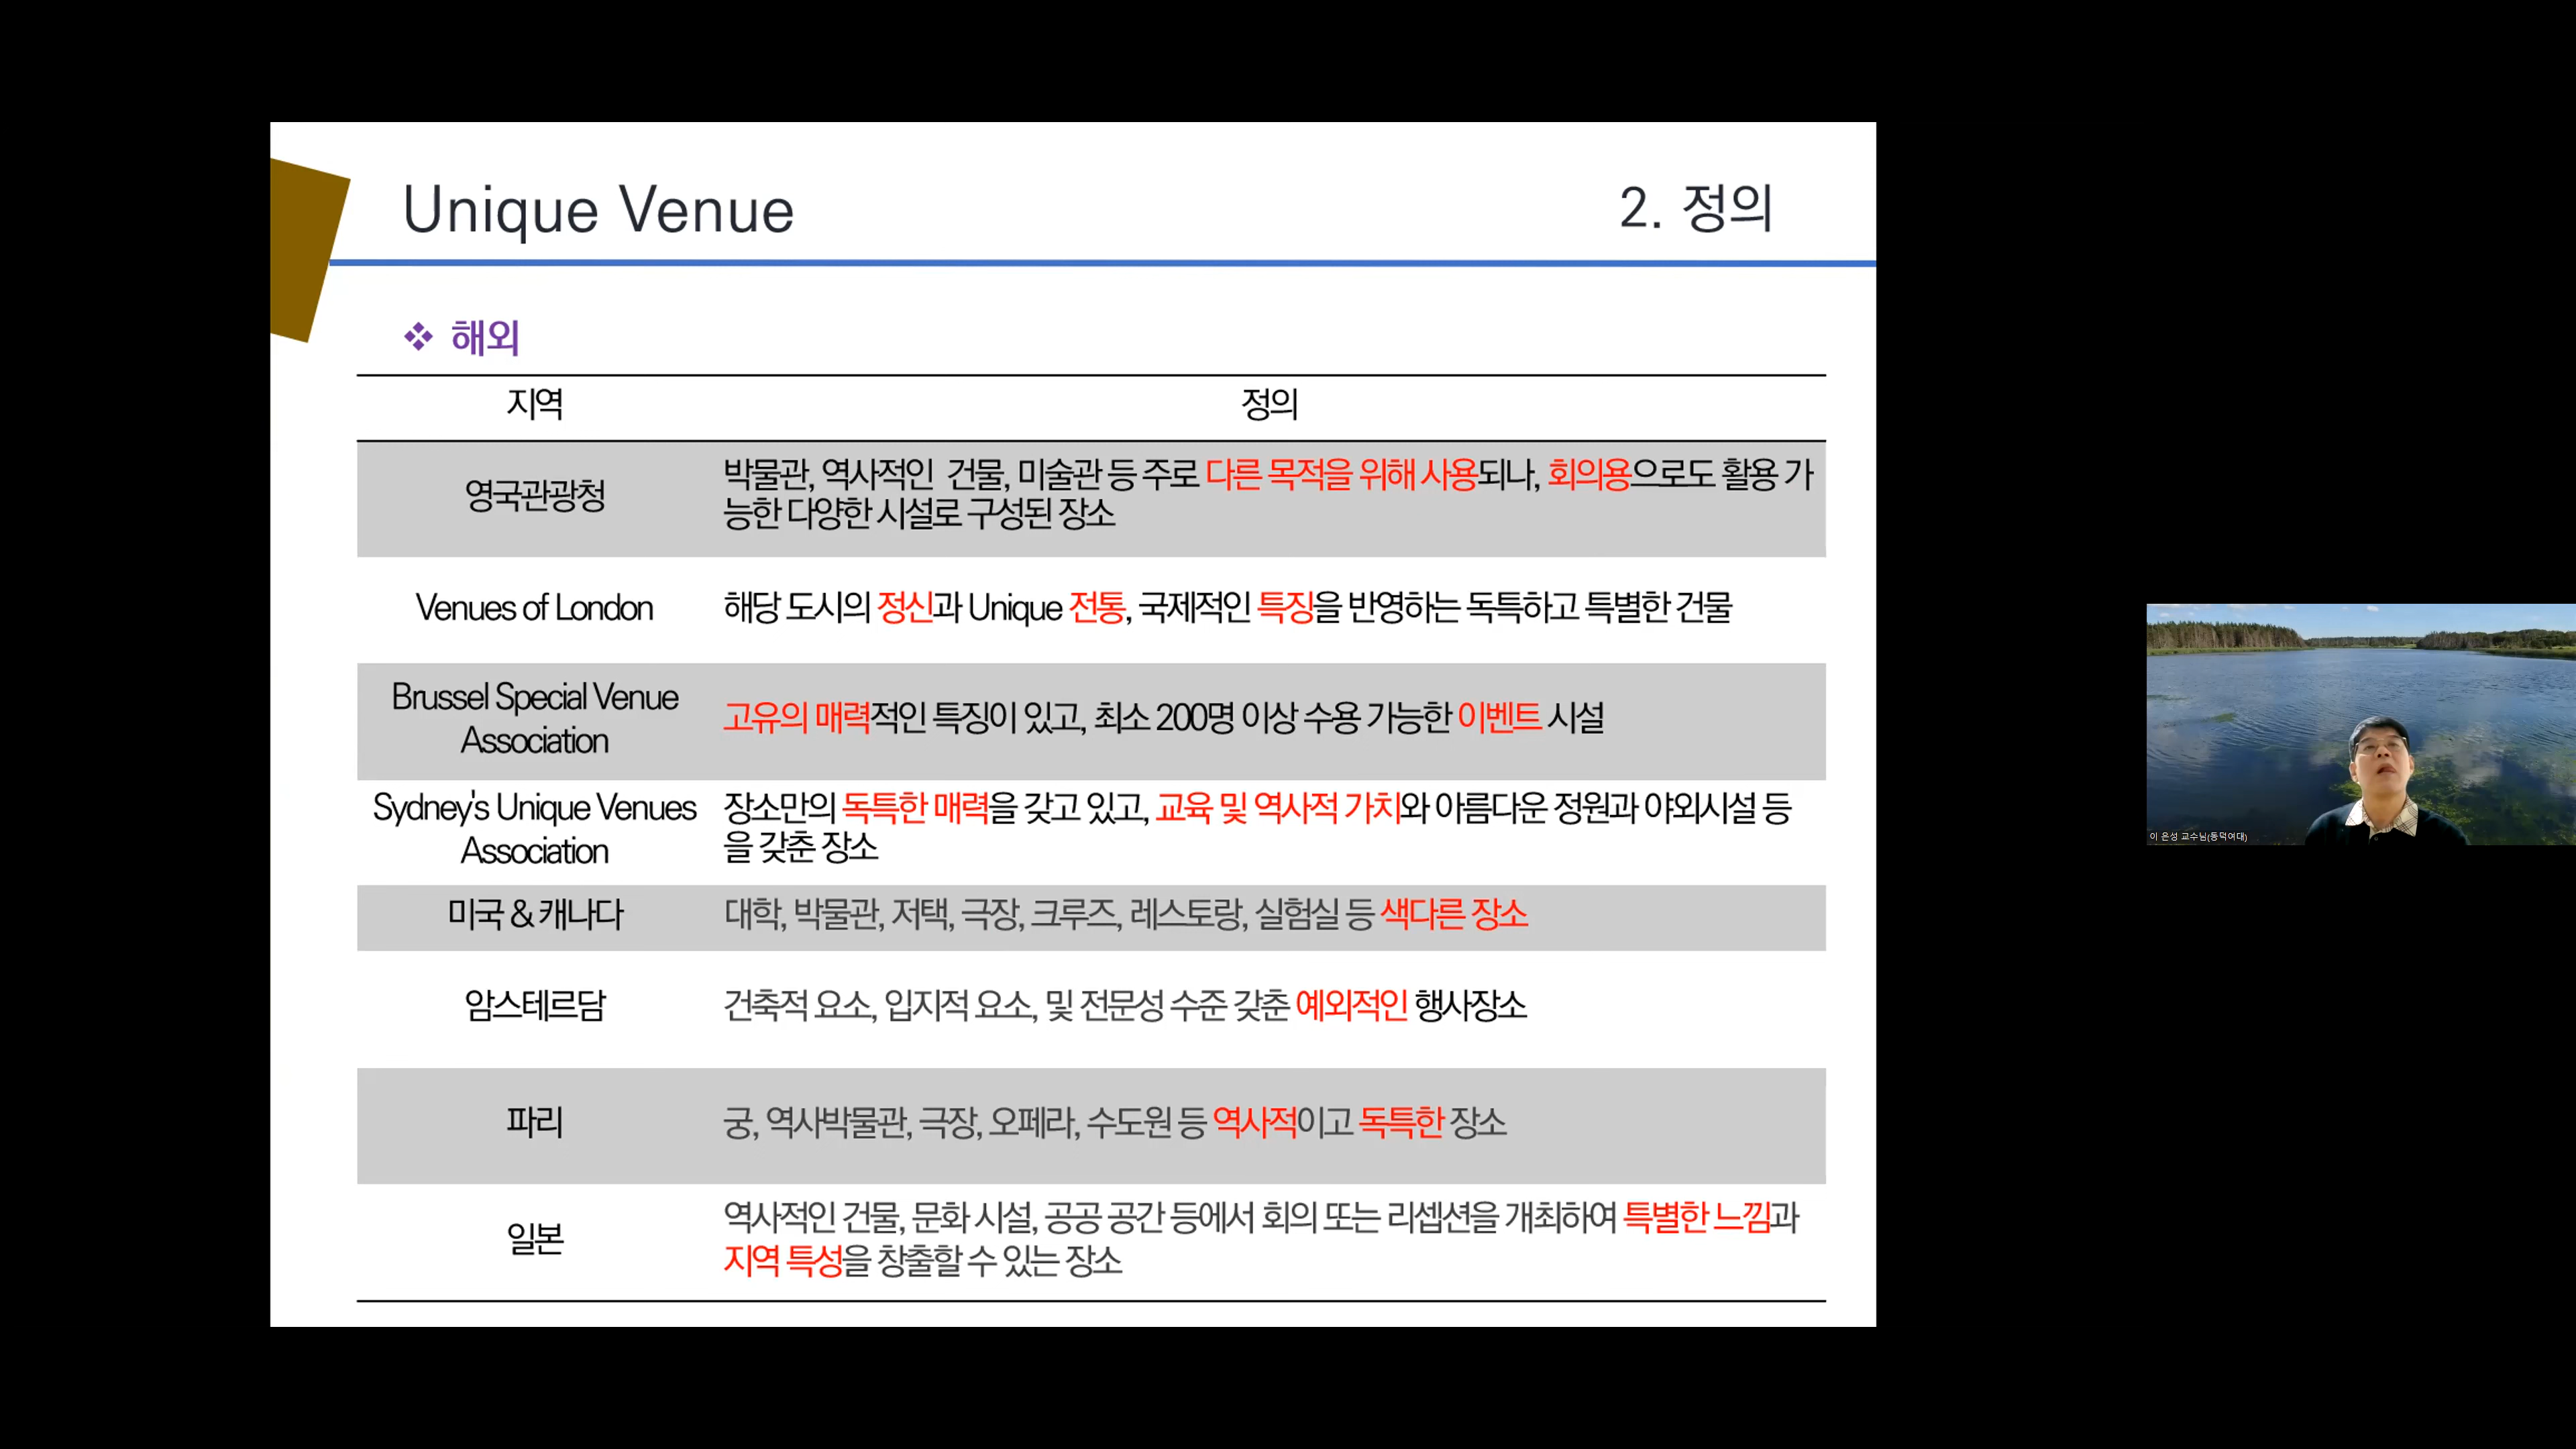 Unique Venue
2. 정의
❖ 해외
지역
정의
영국관광청
박물관, 역사적인 건물, 미술관 등 주로 다른 목적을 위해 사용되나, 회의용으로도 활용 가
능한 다양한 시설로 구성된 장소
Venues of London
해당 도시의 정신과 Unique 전통, 국제적인 특징을 반영하는 독특하고 특별한 건물
Brussel Special Venue
Association
고유의 매력적인 특징이 있고, 최소 200명 이상 수용 가능한 이벤트 시설
Sydney's Unique Venues
Association
장소만의 독특한 매력을 갖고 있고, 교육 및 역사적 가치와 아름다운 정원과 야외시설 등
을 갖춘 장소
미국 & 캐나다
대학, 박물관, 저택, 극장, 크루즈, 레스토랑, 실험실 등 색다른 장소
암스테르담
건축적 요소, 입지적 요소, 및 전문성 수준 갖춘 예외적인 행사장소
파리
궁, 역사박물관, 극장, 오페라, 수도원 등 역사적이고 독특한 장소
일본
역사적인 건물, 문화 시설, 공공 공간 등에서 회의 또는 리셉션을 개최하여 특별한 느낌과
지역 특성을 창출할 수 있는 장소
이 은성 교수님(동덕여대)